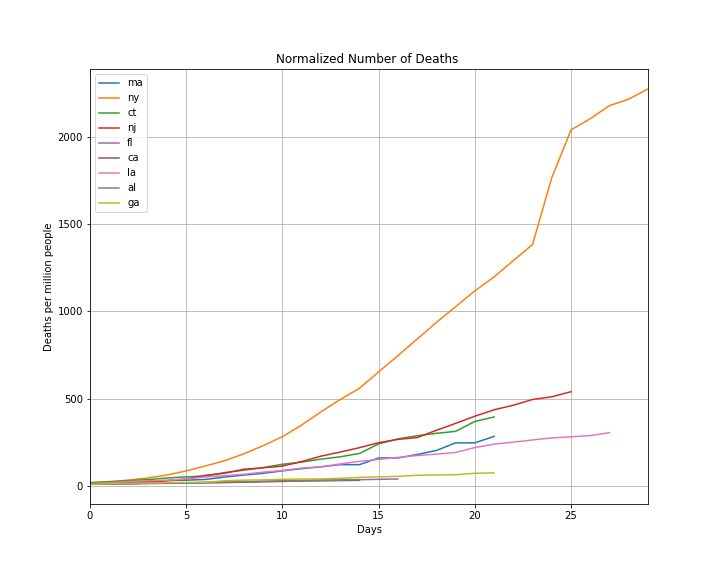 Normalized Number of Deaths
ma
ny
ct
nj
fl
ca
la
al
ga
2000
1500
1000
500
0
Deaths per million people
0 5 10 15 20 25
Days